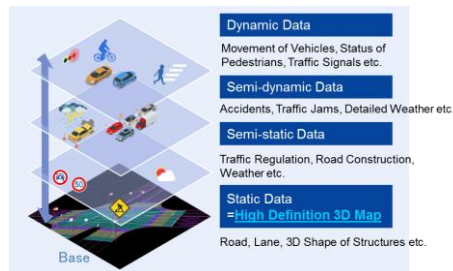 Dynamic Data
Movement of Vehicles, Status of
Pedestrians, Traffic Signals etc.
Semi-dynamic Data
Accidents, Traffic Jams, Detailed Weather etc
Semi-static Data
Traffic Regulation, Road Construction,
Weather etc.
50
Static Data
=High Definition 3D Map
Road, Lane, 3D Shape of Structures etc.
Base